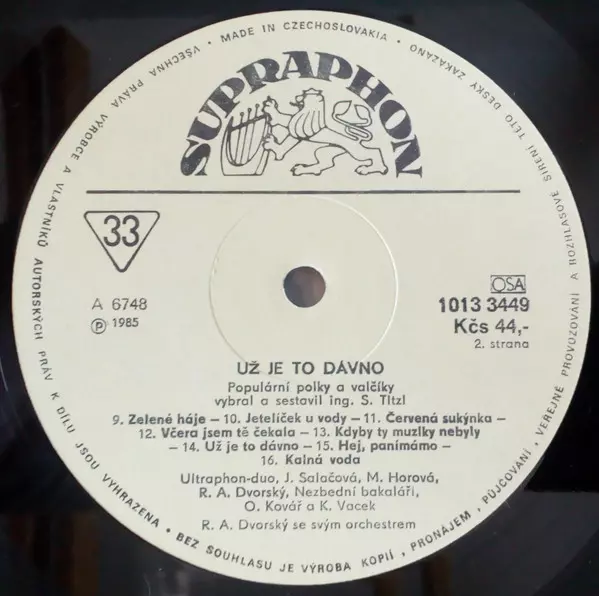 VŠECHNA PRÁVA VÝROBCE A VLASTNÍKŮ AUTORSKÝCH PRÁV K DÍLU JSOU VYHRAZENA • BEZ SOUHLASU JE VÝROBA KOPIÍ, PRONÁJEM, PŮJČOVÁNÍ, VEREJNÉ PROVOZOVÁNÍ A ROZHLASOVÉ ŠÍŘENÍ TÉTO DESKY ZAKÁZÁNO • MADE IN CZECHOSLOVAKIA •
SUPRAPHON
33
OSA
A 6748
1013 3449
Ⓟ 1985
Kčs 44,-
2. strana
UŽ JE TO DÁVNO
Populární polky a valčíky
vybral a sestavil ing. S. Titzl
9. Zelené háje – 10. Jetelíček u vody – 11. Červená sukýnka –
12. Včera jsem tě čekala – 13. Kdyby ty muziky nebyly
– 14. Už je to dávno – 15. Hej, panímámo –
16. Kalná voda
Ultraphon-duo, J. Salačová, M. Horová,
R. A. Dvorský, Nezbední bakaláři,
O. Kovář a K. Vacek
R. A. Dvorský se svým orchestrem